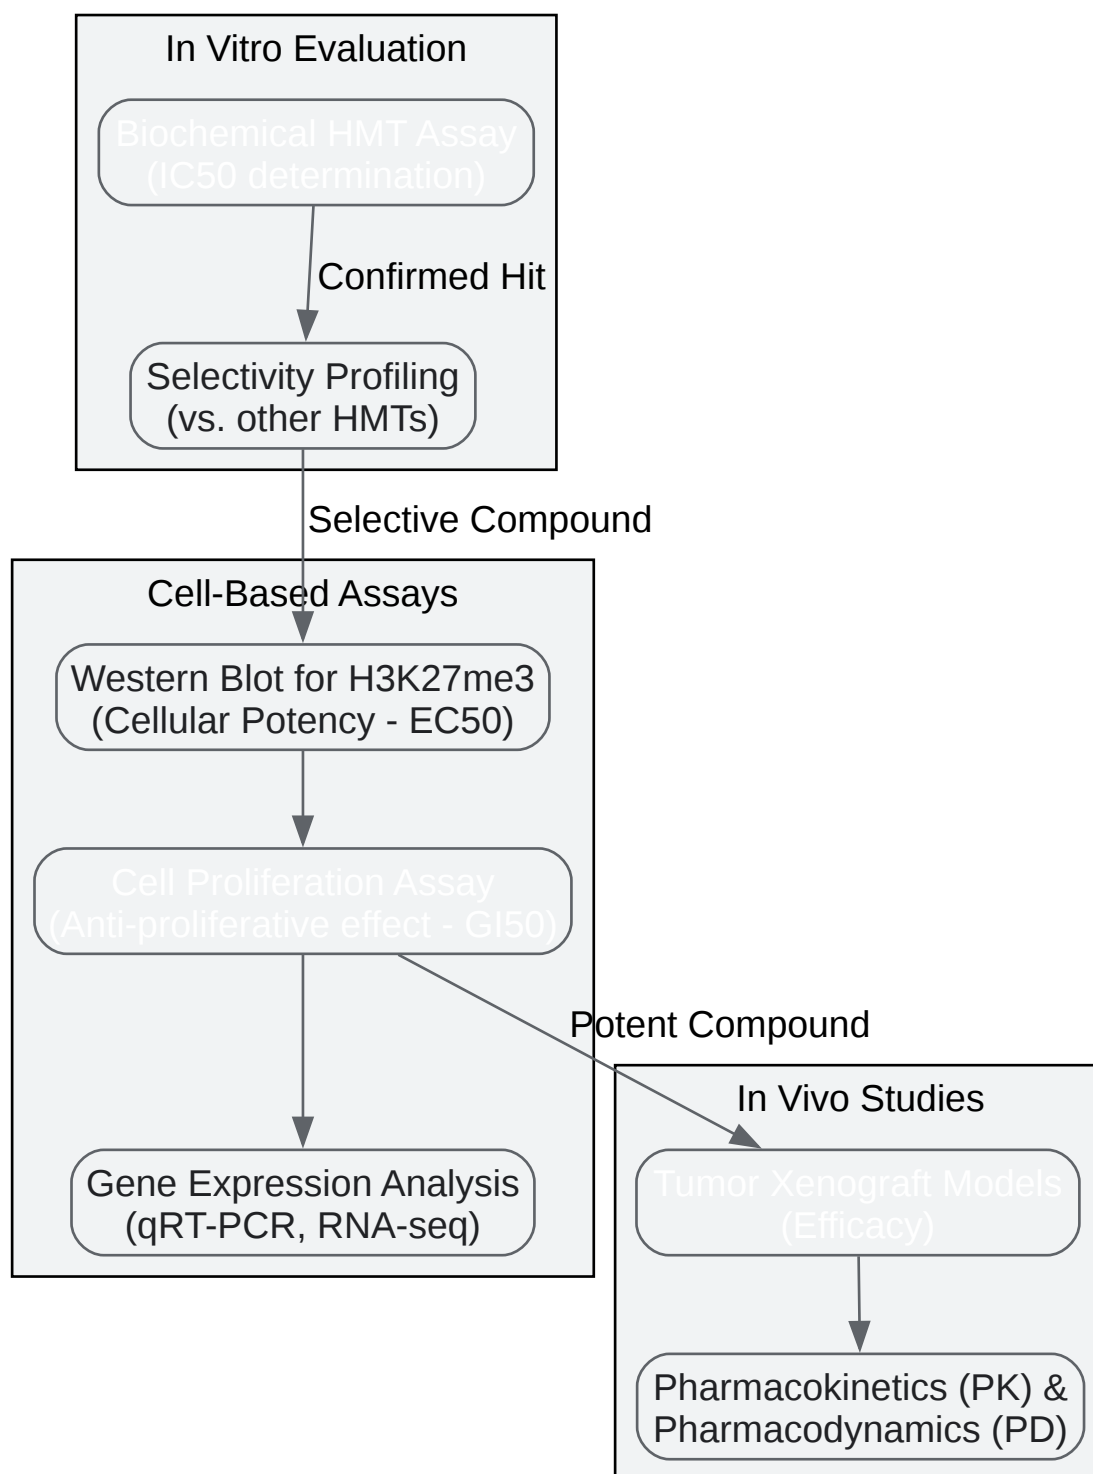 In Vitro Evaluation
Biochemical HMT Assay
(IC50 determination)
Confirmed Hit
Selectivity Profiling
(vs. other HMTs)
Selective Compound
Cell-Based Assays
Western Blot for H3K27me3
(Cellular Potency - EC50)
Cell Proliferation Assay
(Anti-proliferative effect - GI50)
Potent Compound
In Vivo Studies
Gene Expression Analysis
(qRT-PCR, RNA-seq)
Tumor Xenograft Models
(Efficacy)
Pharmacokinetics (PK) &
Pharmacodynamics (PD)